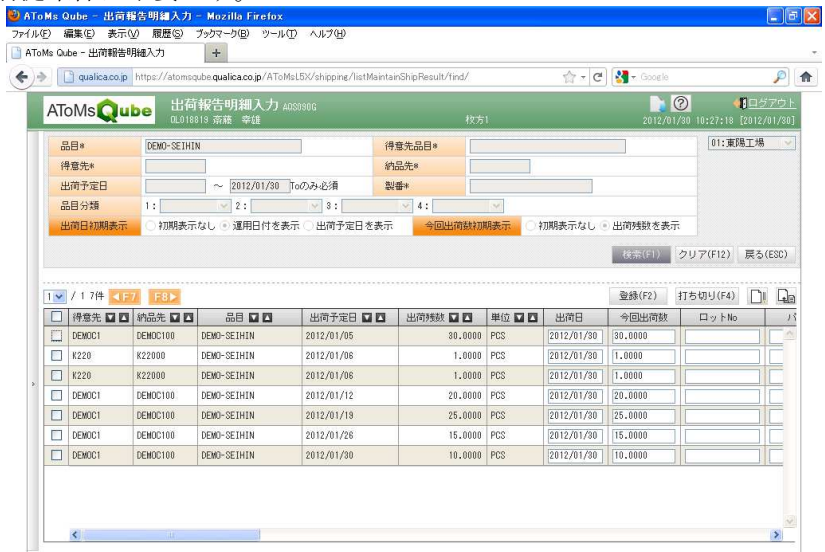 AToMs Qube - 出荷報告明細入力 - Mozilla Firefox
ファイル(F) 編集(E) 表示(V) 履歴(S) ブックマーク(B) ツール(T) ヘルプ(H)
AToMs Qube - 出荷報告明細入力 +
qualica.co.jp https://atomsqube.qualica.co.jp/AToMsL5X/shipping/listMaintainShipResult/find/ Google
AToMs Qube 出荷報告明細入力 AOS090G ログアウト
OL018019 斎藤 幸雄 枚方1 2012/01/30 10:27:18 [2012/01/30]
品目* DEMO-SEIHIN 得意先品目* 01:東陽工場
得意先* 納品先*
出荷予定日 ～ 2012/01/30 Toのみ必須 製番*
品目分類 1: 2: 3: 4:
出荷日初期表示 初期表示なし 運用日付を表示 出荷予定日を表示 今回出荷数初期表示 初期表示なし 出荷残数を表示
検索(F1) クリア(F12) 戻る(ESC)
1 / 1 7件 F7 F8 登録(F2) 打ち切り(F4)
得意先 納品先 品目 出荷予定日 出荷残数 単位 出荷日 今回出荷数 ロットNo
DEMOC1 DEMOC100 DEMO-SEIHIN 2012/01/05 30.0000 PCS 2012/01/30 30.0000
K220 K22000 DEMO-SEIHIN 2012/01/06 1.0000 PCS 2012/01/30 1.0000
K220 K22000 DEMO-SEIHIN 2012/01/06 1.0000 PCS 2012/01/30 1.0000
DEMOC1 DEMOC100 DEMO-SEIHIN 2012/01/12 20.0000 PCS 2012/01/30 20.0000
DEMOC1 DEMOC100 DEMO-SEIHIN 2012/01/19 25.0000 PCS 2012/01/30 25.0000
DEMOC1 DEMOC100 DEMO-SEIHIN 2012/01/26 15.0000 PCS 2012/01/30 15.0000
DEMOC1 DEMOC100 DEMO-SEIHIN 2012/01/30 10.0000 PCS 2012/01/30 10.0000